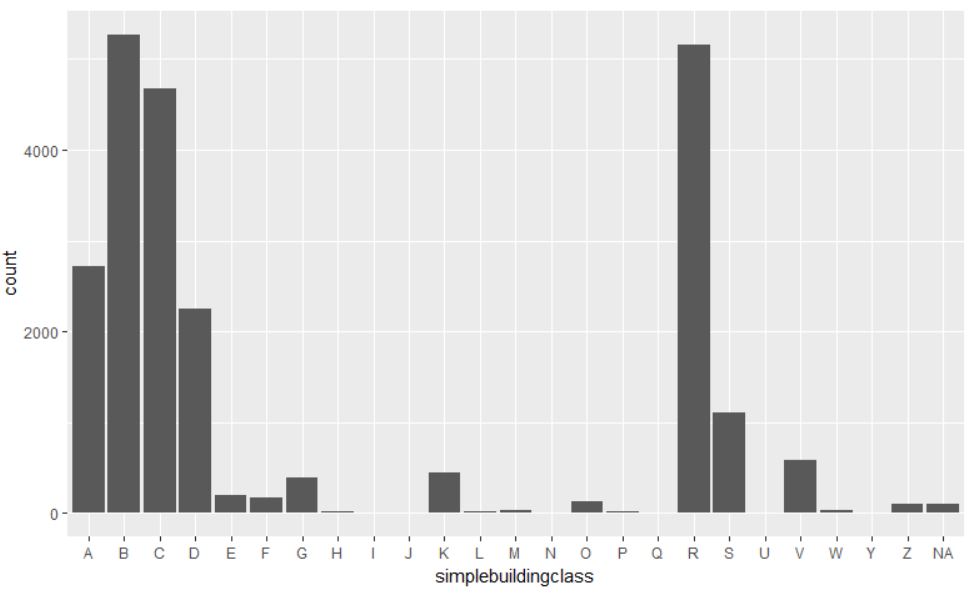 4000
2000
0
count
A B C D E F G H I J K L M N O P Q R S U V W Y Z NA
simplebuildingclass